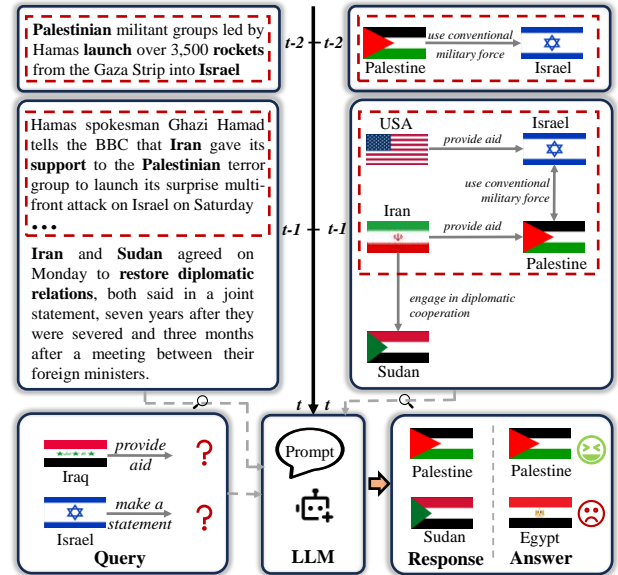 Palestinian militant groups led by
Hamas launch over 3,500 rockets
from the Gaza Strip into Israel
t-2
t-2
use conventional
military force
Palestine
Israel
Hamas spokesman Ghazi Hamad
tells the BBC that Iran gave its
support to the Palestinian terror
group to launch its surprise multi-
front attack on Israel on Saturday
...
Iran and Sudan agreed on
Monday to restore diplomatic
relations, both said in a joint
statement, seven years after they
were severed and three months
after a meeting between their
foreign ministers.
t-1
t-1
USA
Israel
provide aid
use conventional
military force
Iran
provide aid
Palestine
engage in diplomatic
cooperation
Sudan
t
t
provide
aid
?
Iraq
make a
statement
?
Israel
Query
Prompt
LLM
Palestine
Palestine
Sudan
Egypt
Response
Answer